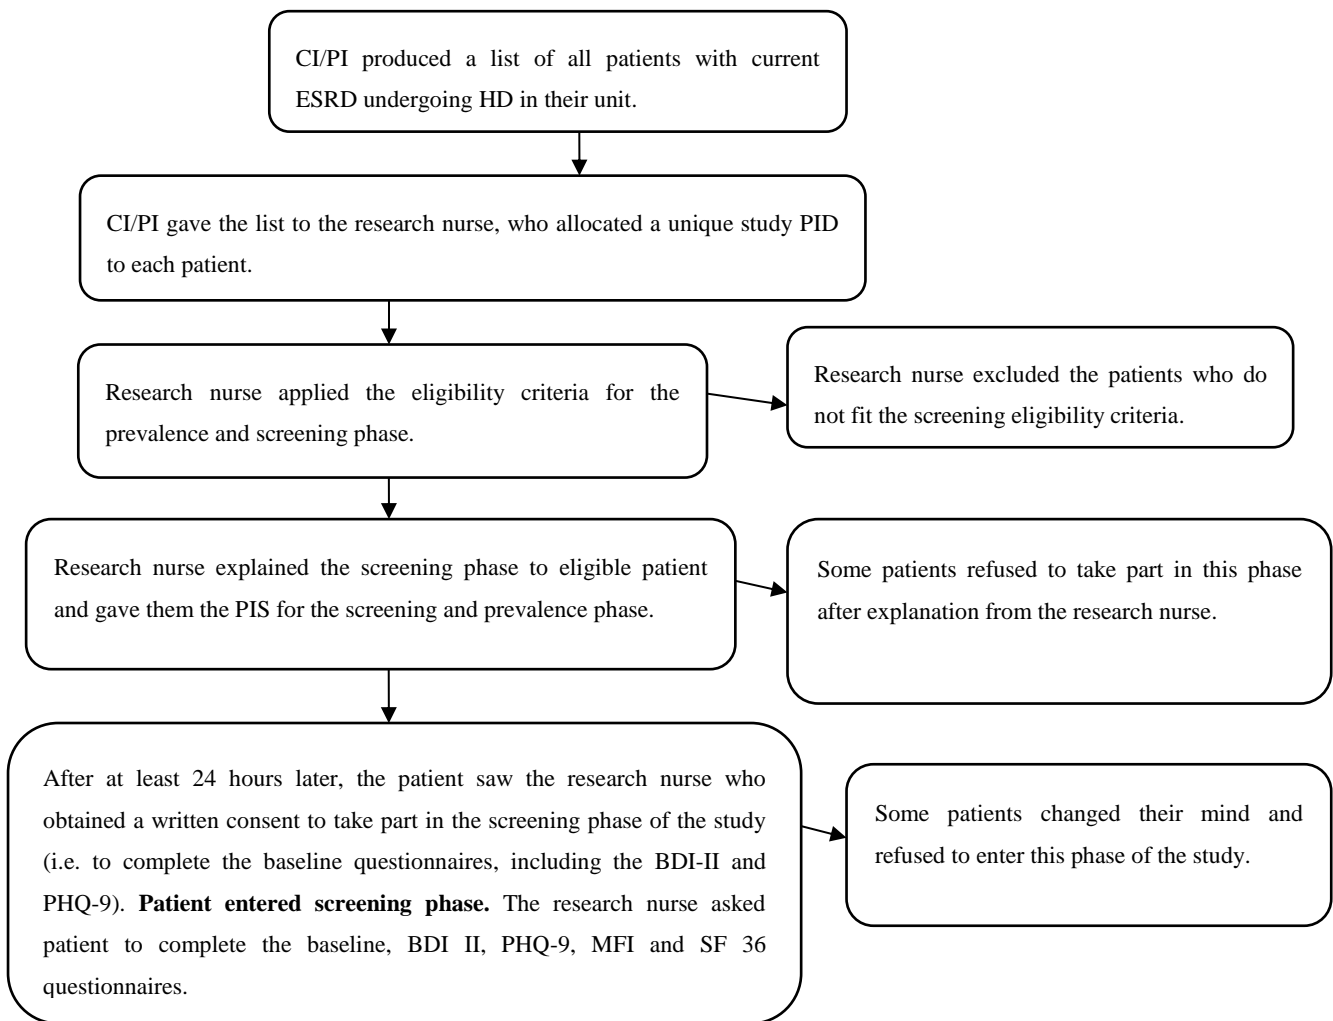 CI/PI produced a list of all patients with current
ESRD undergoing HD in their unit.
CI/PI gave the list to the research nurse, who allocated a unique study PID
to each patient.
Research nurse applied the eligibility criteria for the
prevalence and screening phase.
Research nurse excluded the patients who do
not fit the screening eligibility criteria.
Research nurse explained the screening phase to eligible patient
and gave them the PIS for the screening and prevalence phase.
Some patients refused to take part in this phase
after explanation from the research nurse.
After at least 24 hours later, the patient saw the research nurse who
obtained a written consent to take part in the screening phase of the study
(i.e. to complete the baseline questionnaires, including the BDI-II and
PHQ-9). Patient entered screening phase. The research nurse asked
patient to complete the baseline, BDI II, PHQ-9, MFI and SF 36
questionnaires.
Some patients changed their mind and
refused to enter this phase of the study.